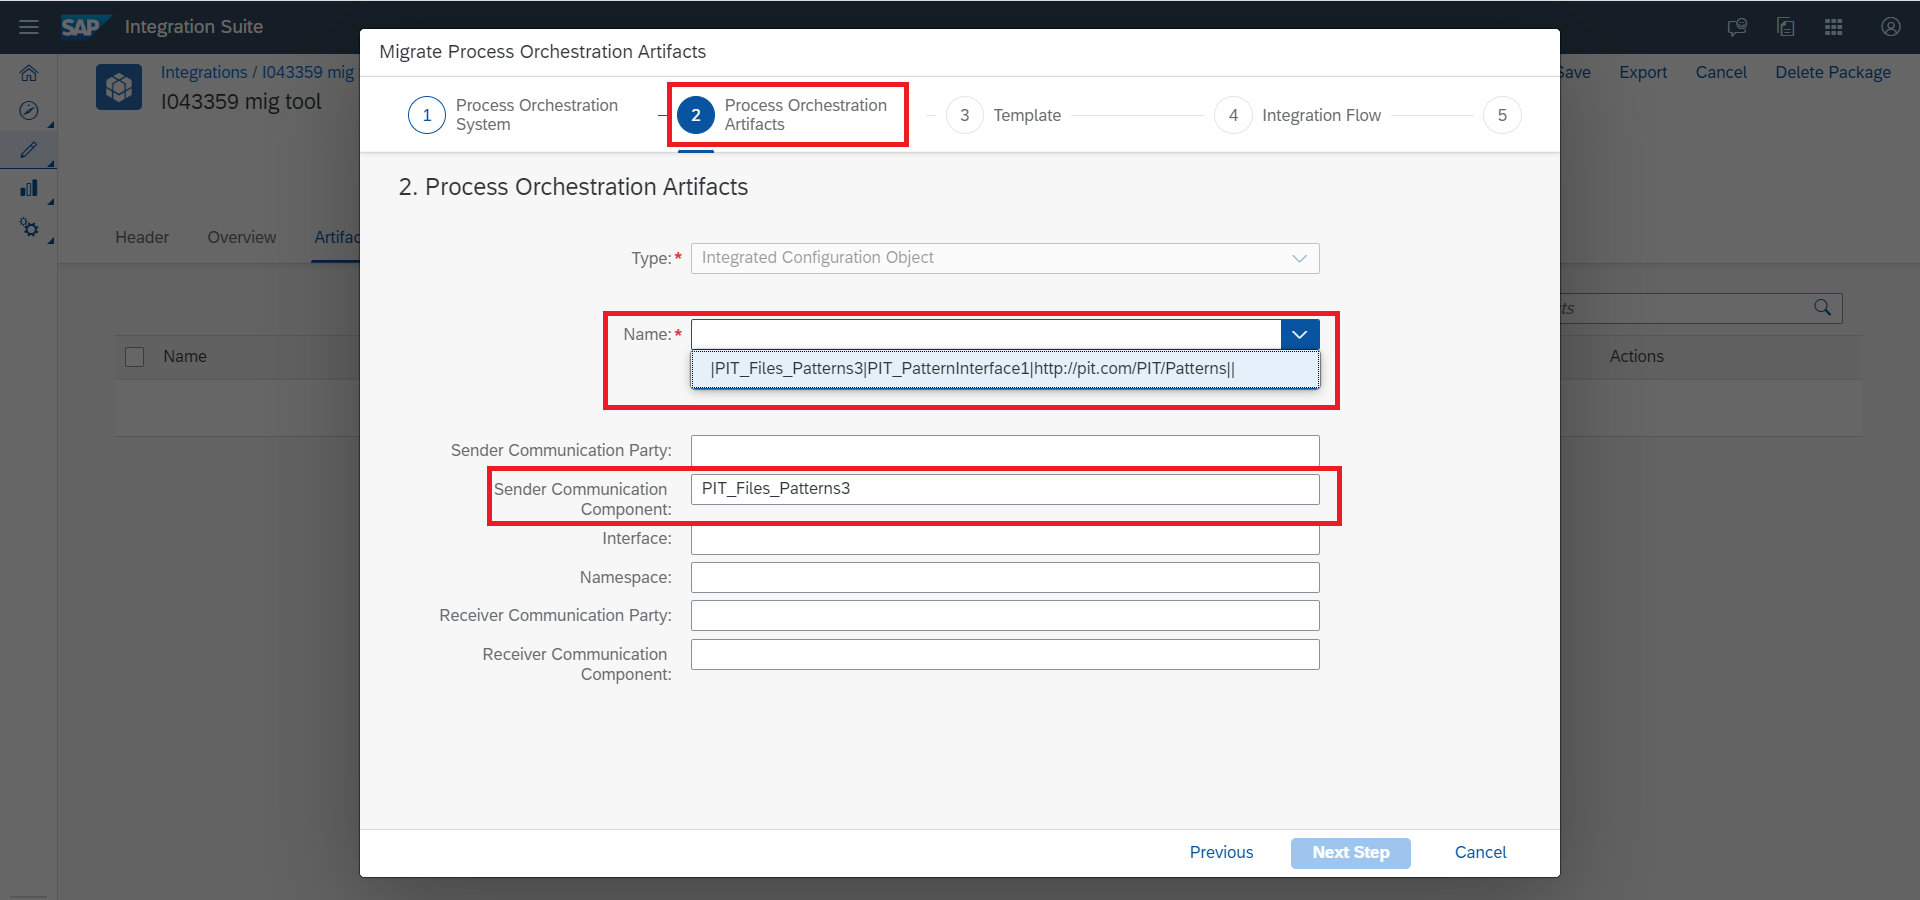 SAP Integration Suite
Integrations / I043359 mig
I043359 mig tool
Save Export Cancel Delete Package
Header Overview Artifac
Name
Actions
Migrate Process Orchestration Artifacts
1 Process Orchestration
System
2 Process Orchestration
Artifacts
3 Template
4 Integration Flow
5
2. Process Orchestration Artifacts
Type:* Integrated Configuration Object
Name:*
|PIT_Files_Patterns3|PIT_PatternInterface1|http://pit.com/PIT/Patterns||
Sender Communication Party:
Sender Communication
Component:
PIT_Files_Patterns3
Interface:
Namespace:
Receiver Communication Party:
Receiver Communication
Component:
Previous Next Step Cancel